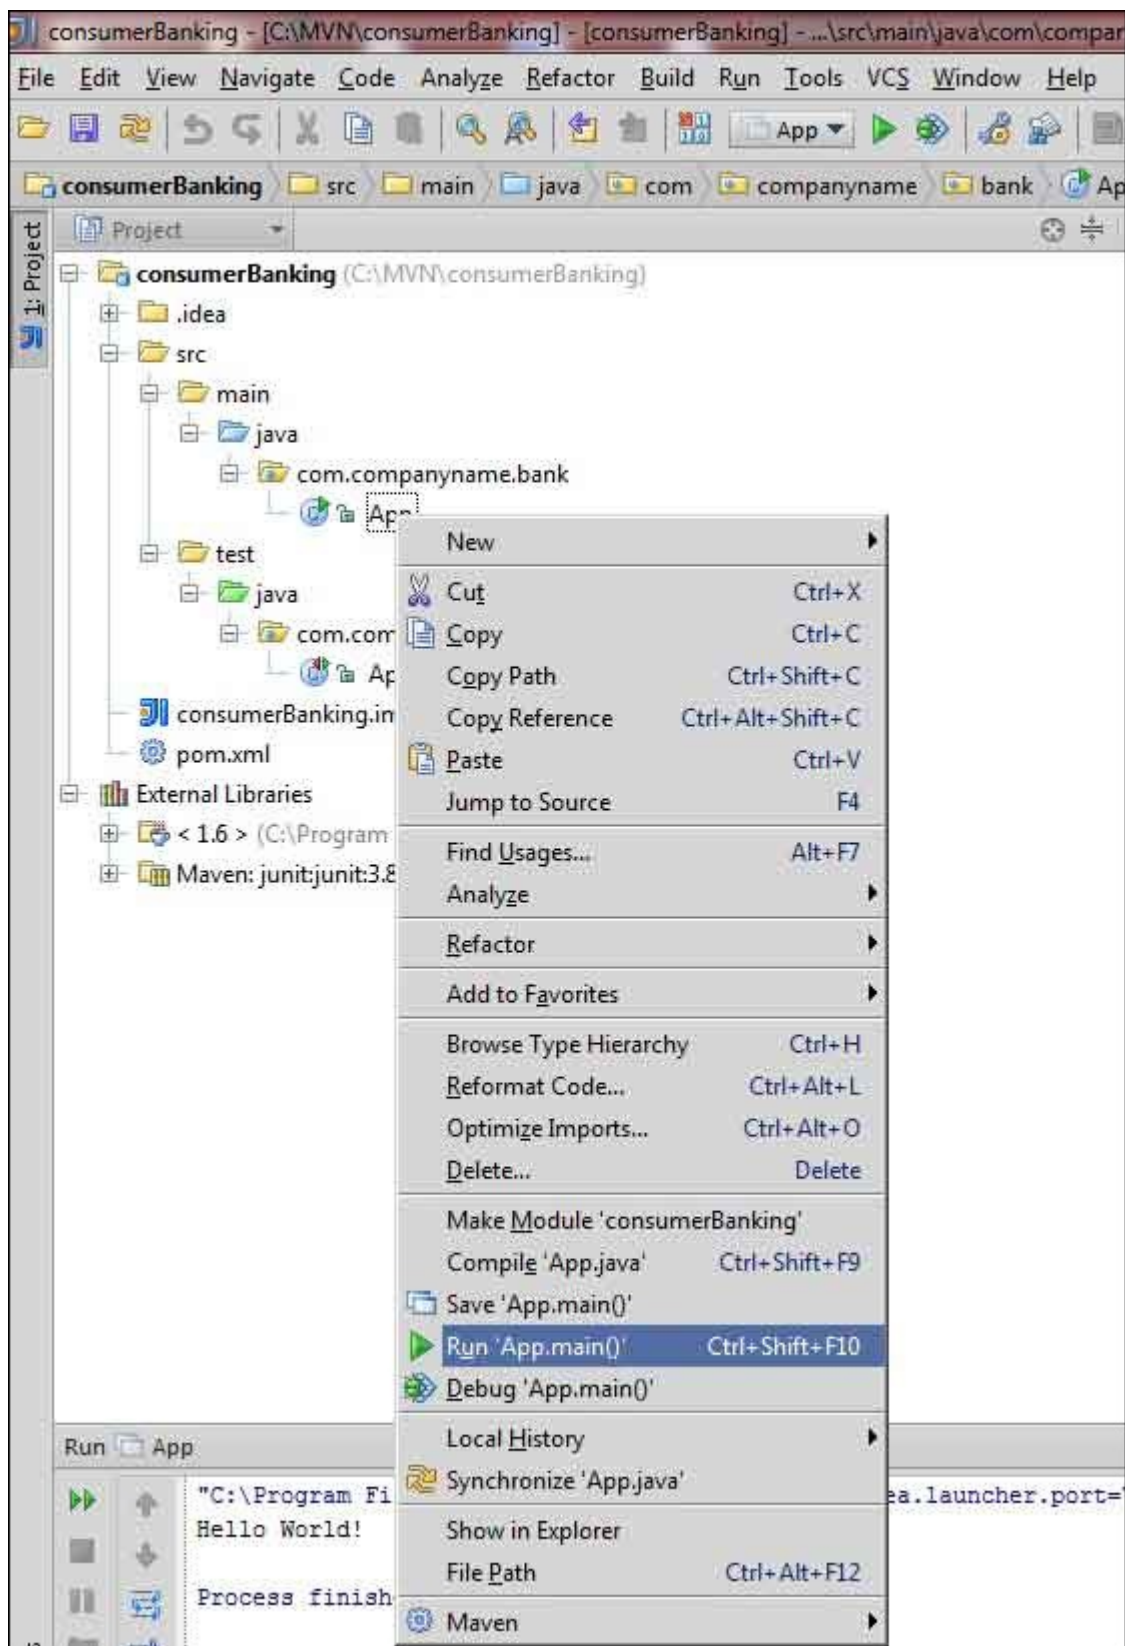 consumerBanking - [C:\MVN\consumerBanking] - [consumerBanking] - ...\src\main\java\com\compan
File Edit View Navigate Code Analyze Refactor Build Run Tools VCS Window Help
App
consumerBanking src main java com companyname bank Ap
1: Project
Project
consumerBanking (C:\MVN\consumerBanking)
.idea
src
main
java
com.companyname.bank
App
test
java
com.com
Ap
consumerBanking.im
pom.xml
External Libraries
< 1.6 > (C:\Program
Maven: junit:junit:3.8
New
Cut Ctrl+X
Copy Ctrl+C
Copy Path Ctrl+Shift+C
Copy Reference Ctrl+Alt+Shift+C
Paste Ctrl+V
Jump to Source F4
Find Usages... Alt+F7
Analyze
Refactor
Add to Favorites
Browse Type Hierarchy Ctrl+H
Reformat Code... Ctrl+Alt+L
Optimize Imports... Ctrl+Alt+O
Delete... Delete
Make Module 'consumerBanking'
Compile 'App.java' Ctrl+Shift+F9
Save 'App.main()'
Run 'App.main()' Ctrl+Shift+F10
Debug 'App.main()'
Local History
Synchronize 'App.java'
Show in Explorer
File Path Ctrl+Alt+F12
Maven
Run App
"C:\Program Fi ea.launcher.port=
Hello World!
Process finish